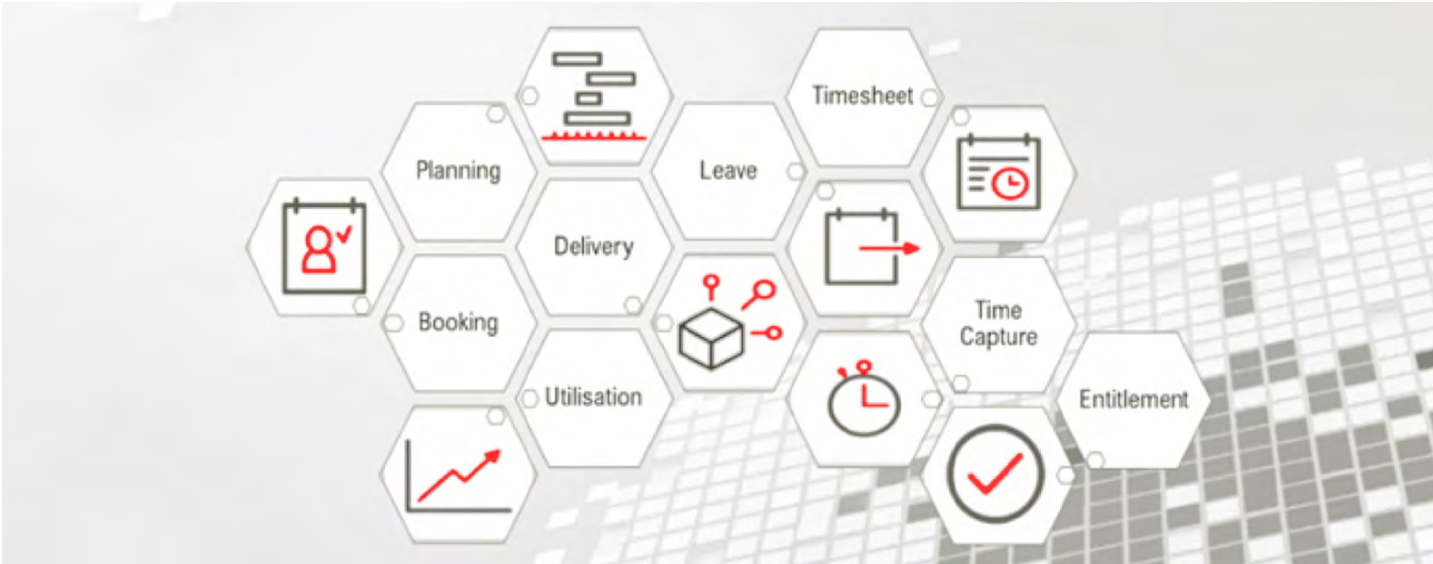 Timesheet
Planning
Leave
Delivery
Booking
Time
Capture
Utilisation
Entitlement